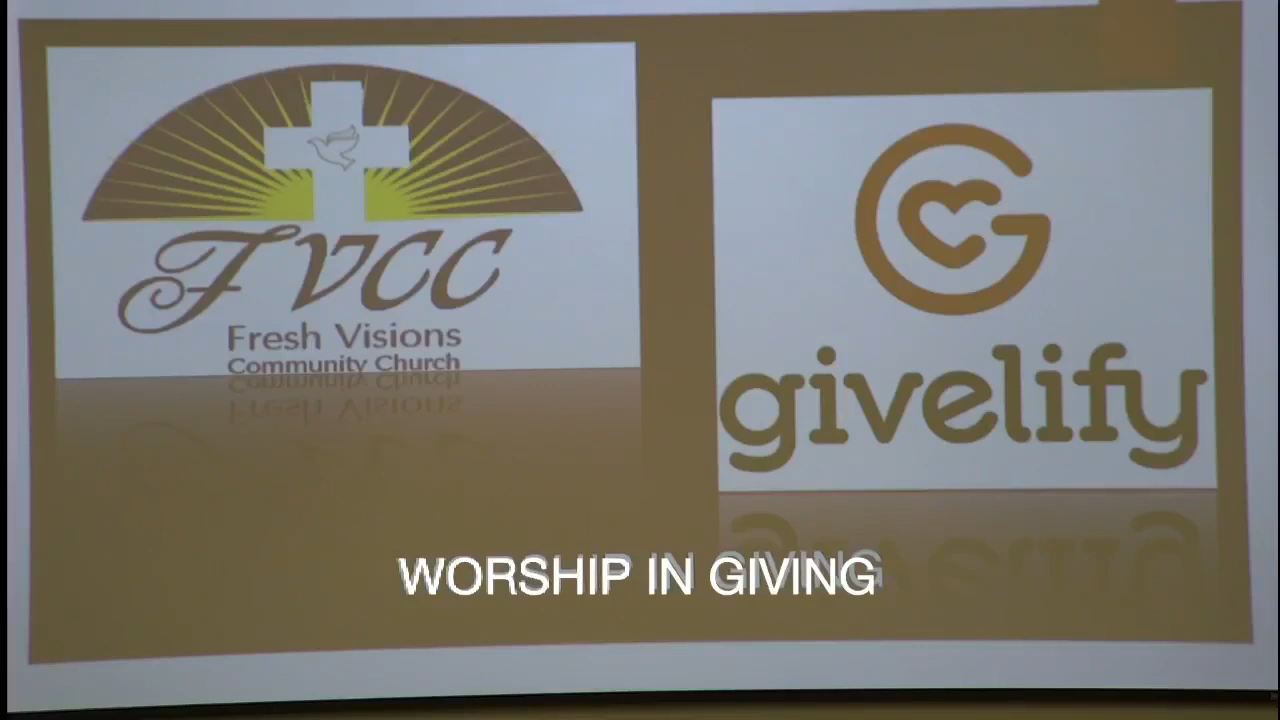 FVCC
Fresh Visions
Community Church
givelify
WORSHIP IN GIVING